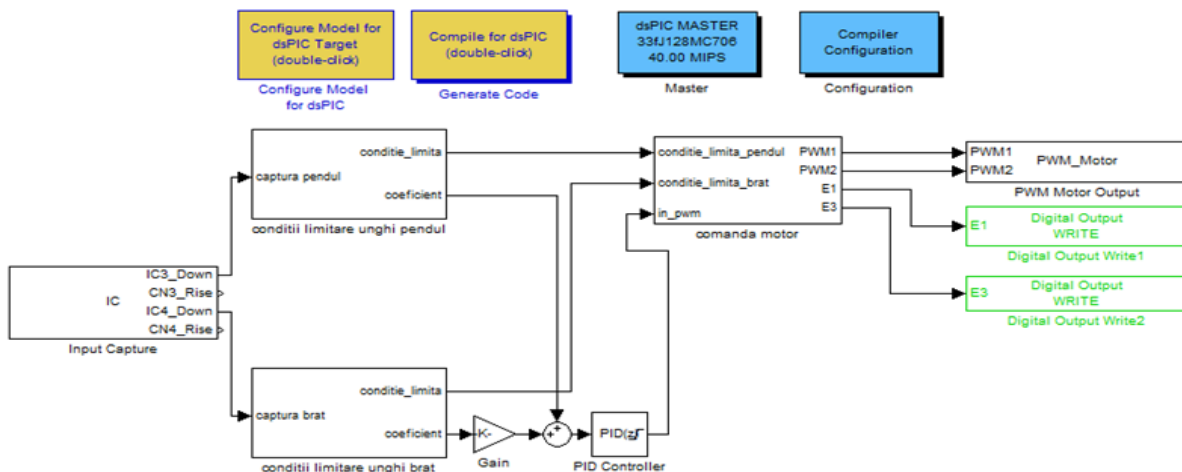 Configure Model for
dsPIC Target
(double-click)
Configure Model
for dsPIC
Compile for dsPIC
(double-click)
Generate Code
dsPIC MASTER
33fJ128MC706
40.00 MIPS
Master
Compiler
Configuration
Configuration
captura pendul
conditie_limita
coeficient
conditii limitare unghi pendul
conditie_limita_pendul
conditie_limita_brat
in_pwm
PWM1
PWM2
E1
E3
comanda motor
PWM1
PWM2
PWM_Motor
PWM Motor Output
E1
Digital Output
WRITE
Digital Output Write1
E3
Digital Output
WRITE
Digital Output Write2
IC
IC3_Down
CN3_Rise
IC4_Down
CN4_Rise
Input Capture
captura brat
conditie_limita
coeficient
conditii limitare unghi brat
-K-
Gain
+
+
PID(z)
PID Controller